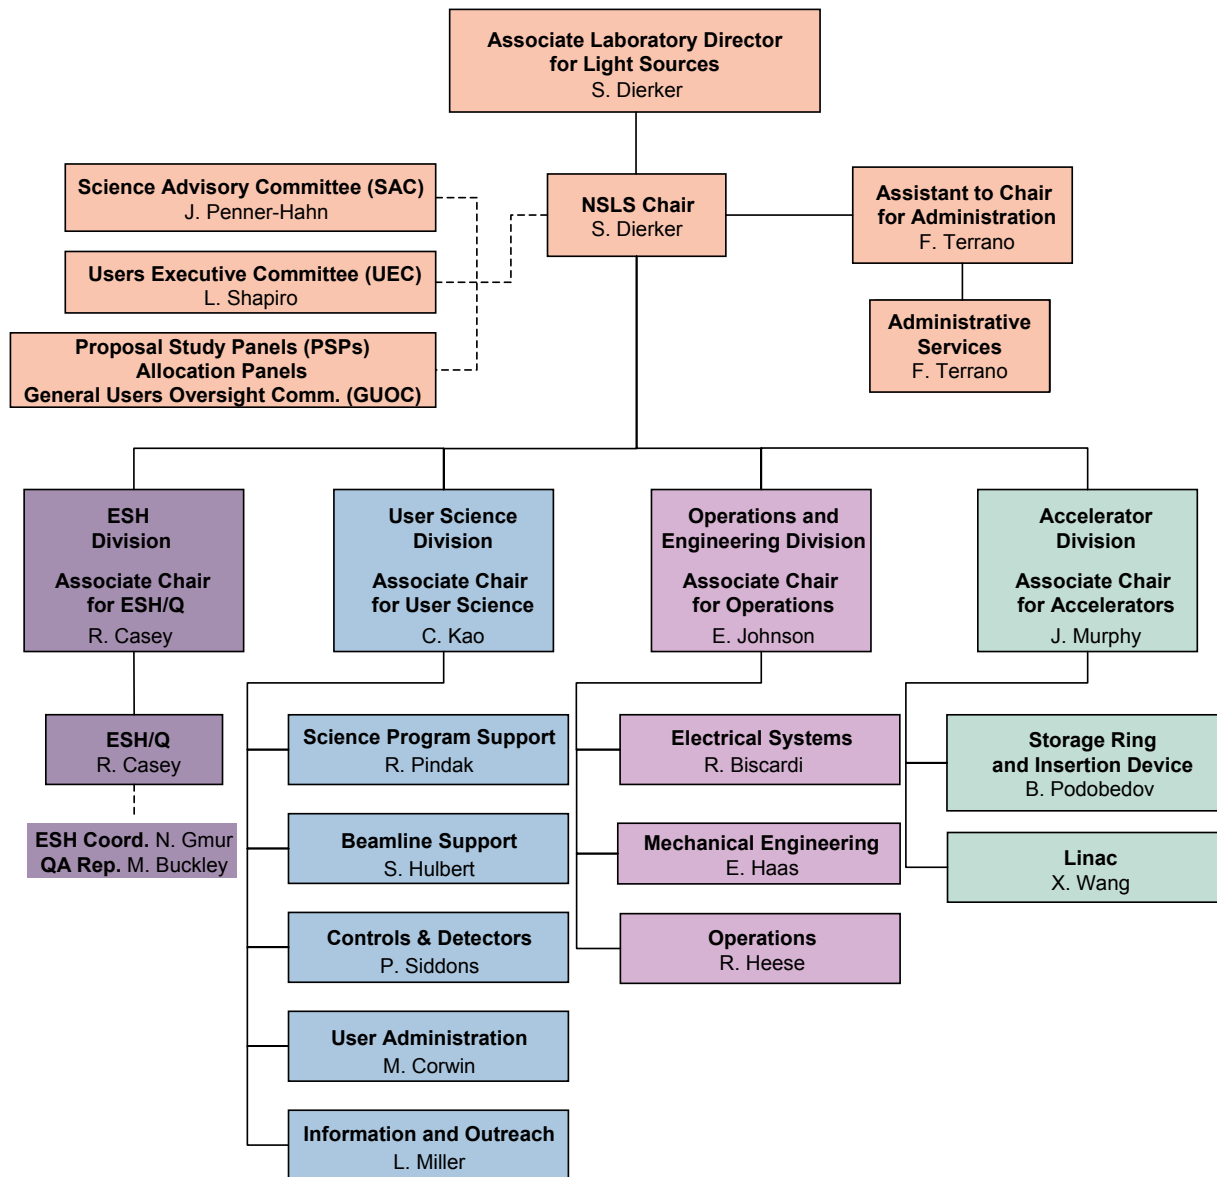 Associate Laboratory Director
for Light Sources
S. Dierker
Science Advisory Committee (SAC)
J. Penner-Hahn
NSLS Chair
S. Dierker
Assistant to Chair
for Administration
F. Terrano
Users Executive Committee (UEC)
L. Shapiro
Administrative
Services
F. Terrano
Proposal Study Panels (PSPs)
Allocation Panels
General Users Oversight Comm. (GUOC)
ESH
Division
Associate Chair
for ESH/Q
R. Casey
User Science
Division
Associate Chair
for User Science
C. Kao
Operations and
Engineering Division
Associate Chair
for Operations
E. Johnson
Accelerator
Division
Associate Chair
for Accelerators
J. Murphy
ESH/Q
R. Casey
ESH Coord. N. Gmur
QA Rep. M. Buckley
Science Program Support
R. Pindak
Beamline Support
S. Hulbert
Controls & Detectors
P. Siddons
User Administration
M. Corwin
Information and Outreach
L. Miller
Electrical Systems
R. Biscardi
Mechanical Engineering
E. Haas
Operations
R. Heese
Storage Ring
and Insertion Device
B. Podobedov
Linac
X. Wang